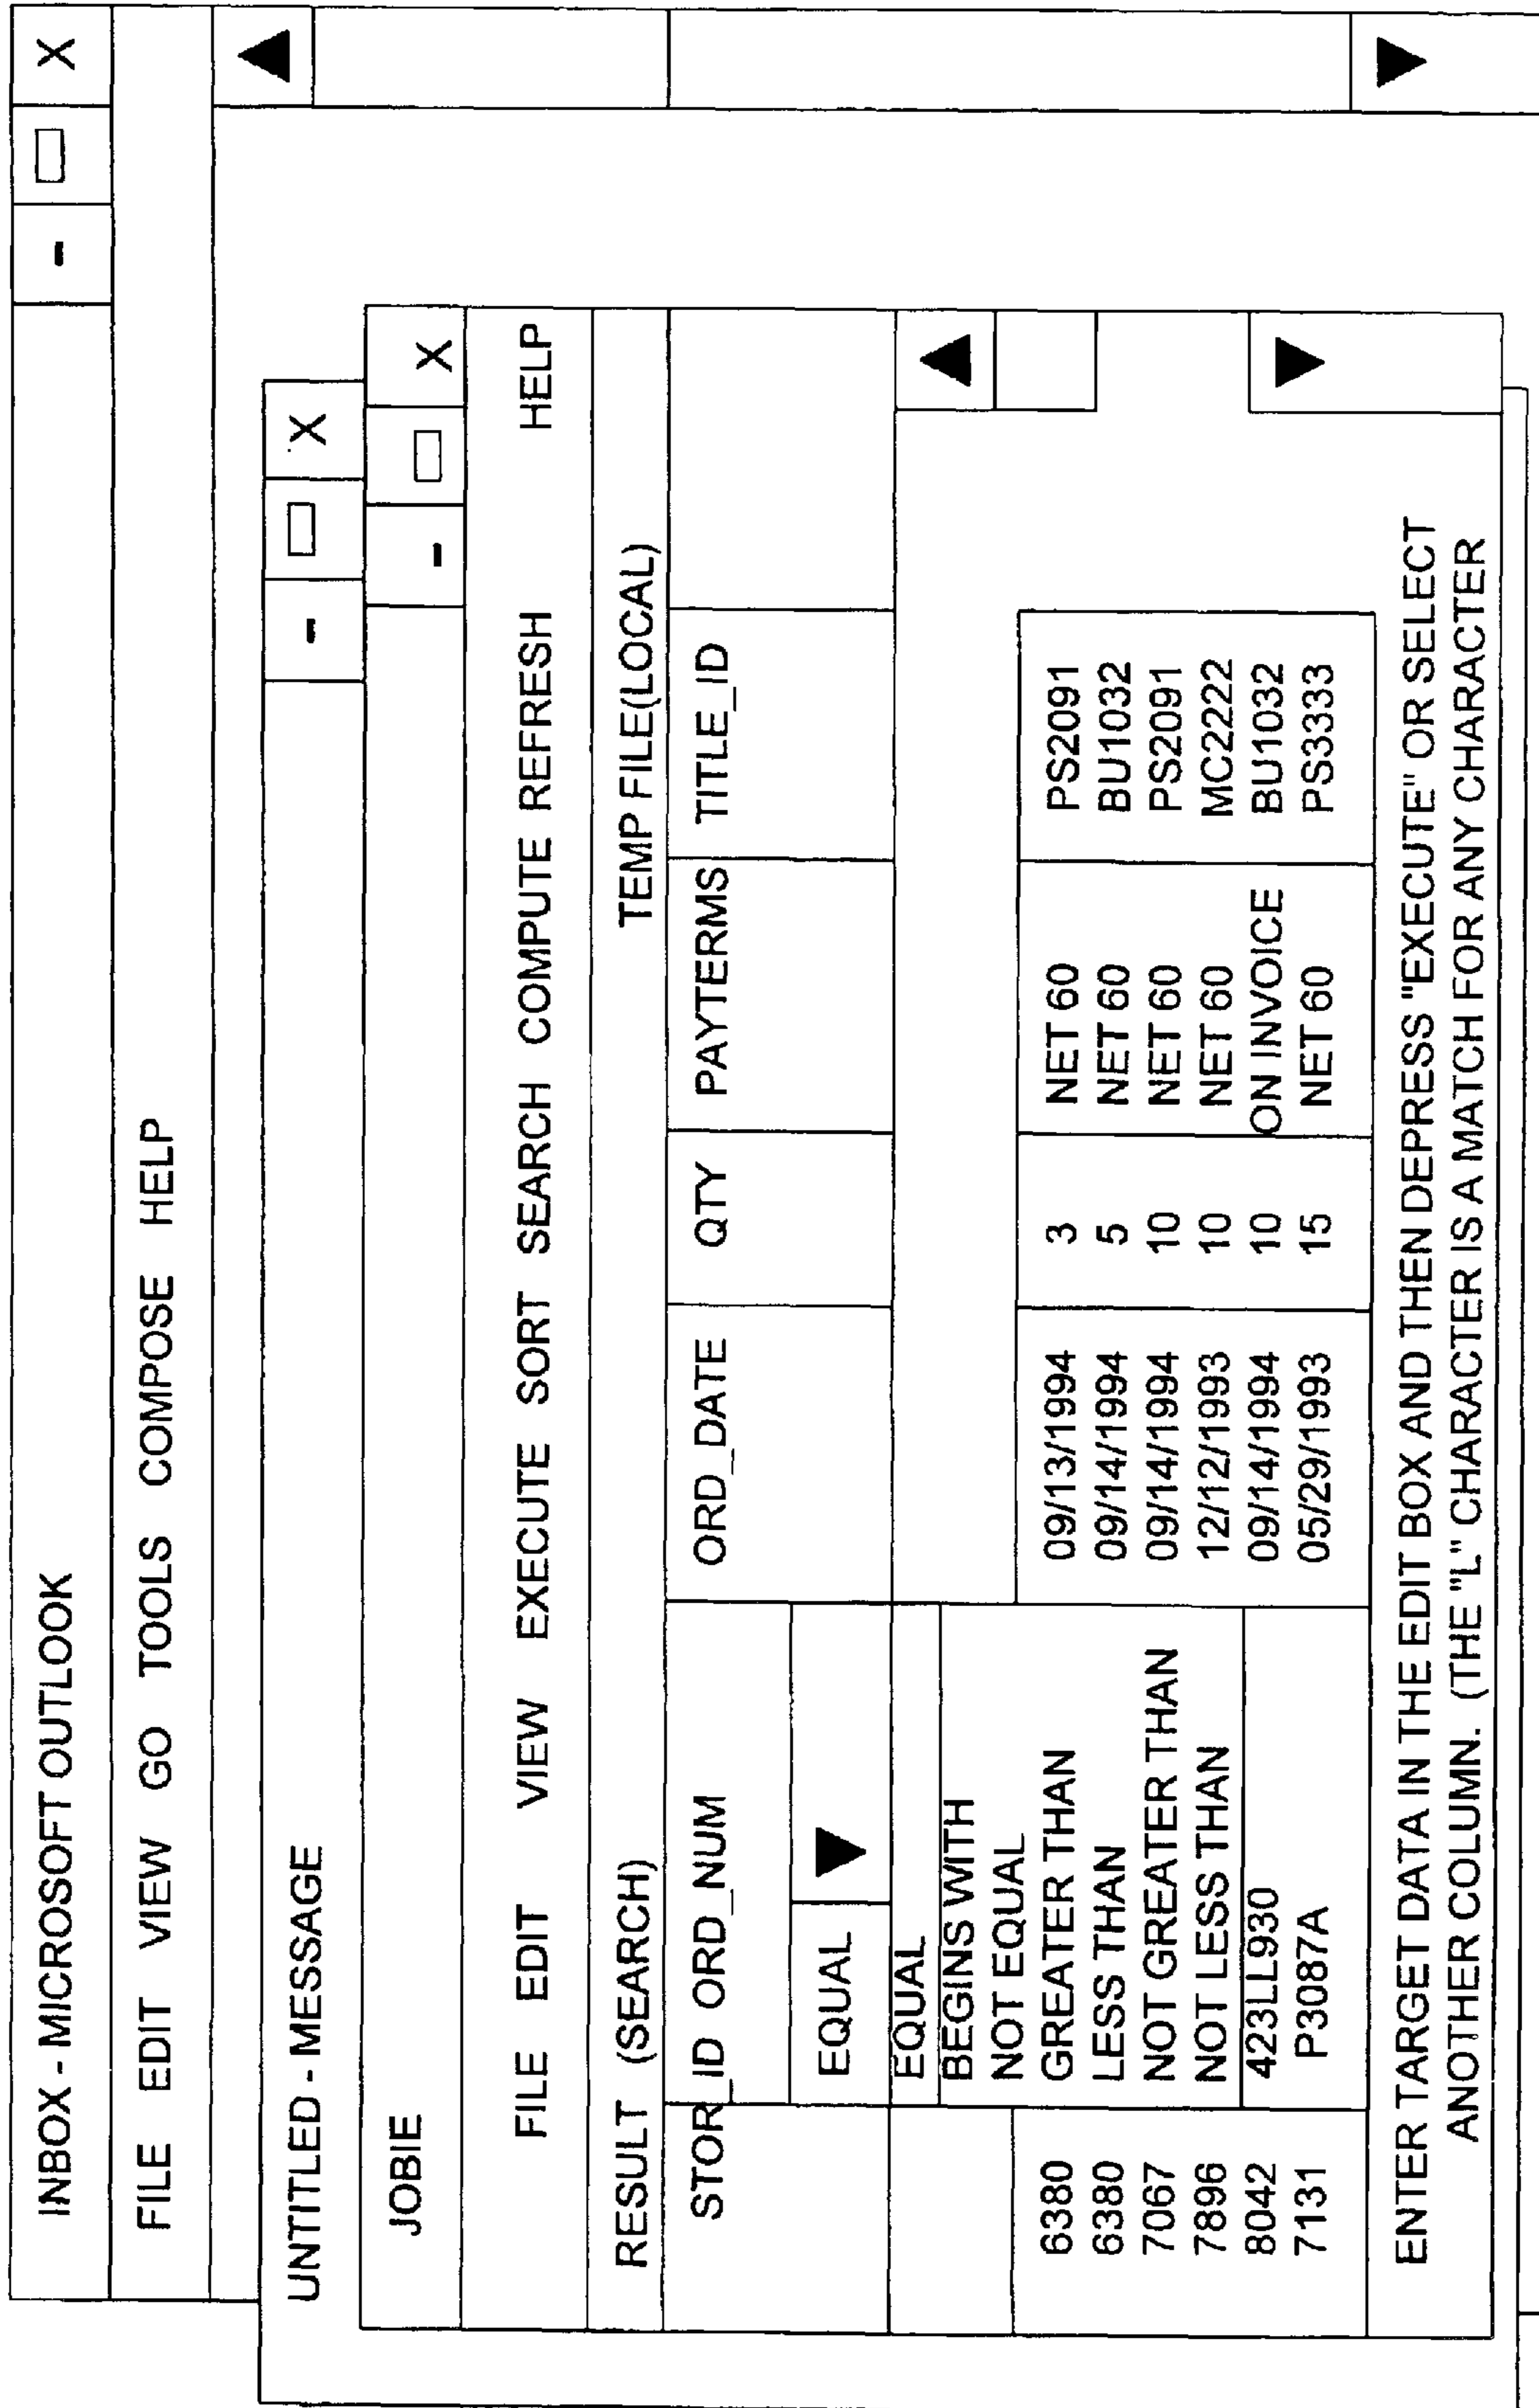 INBOX - MICROSOFT OUTLOOK - X
FILE EDIT VIEW GO TOOLS COMPOSE HELP
UNTITLED - MESSAGE - X
JOBIE - X
FILE EDIT VIEW EXECUTE SORT SEARCH COMPUTE REFRESH HELP
RESULT (SEARCH) TEMP FILE(LOCAL)
STOR_ID ORD_NUM ORD_DATE QTY PAYTERMS TITLE_ID
EQUAL
EQUAL
BEGINS WITH
NOT EQUAL
6380 GREATER THAN 09/13/1994 3 NET 60 PS2091
6380 LESS THAN 09/14/1994 5 NET 60 BU1032
7067 NOT GREATER THAN 09/14/1994 10 NET 60 PS2091
7896 NOT LESS THAN 12/12/1993 10 NET 60 MC2222
8042 423LL930 09/14/1994 10 ON INVOICE BU1032
7131 P3087A 05/29/1993 15 NET 60 PS3333
ENTER TARGET DATA IN THE EDIT BOX AND THEN DEPRESS "EXECUTE" OR SELECT
ANOTHER COLUMN. (THE "L" CHARACTER IS A MATCH FOR ANY CHARACTER